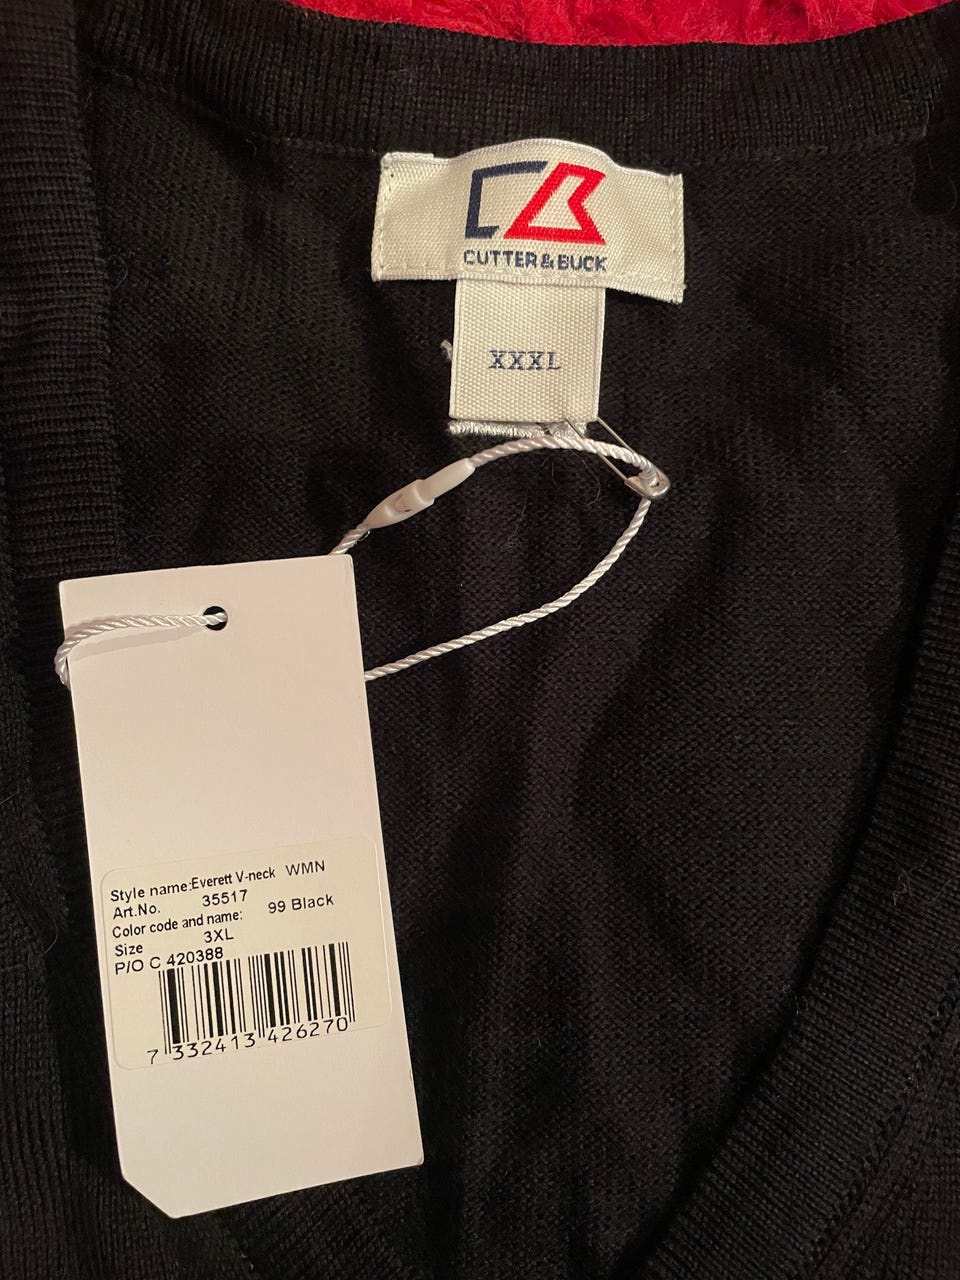 CUTTER & BUCK
XXXL
Style name:Everett V-neck WMN
Art.No. 35517
Color code and name: 99 Black
Size 3XL
P/O C 420388
7 332413 426270